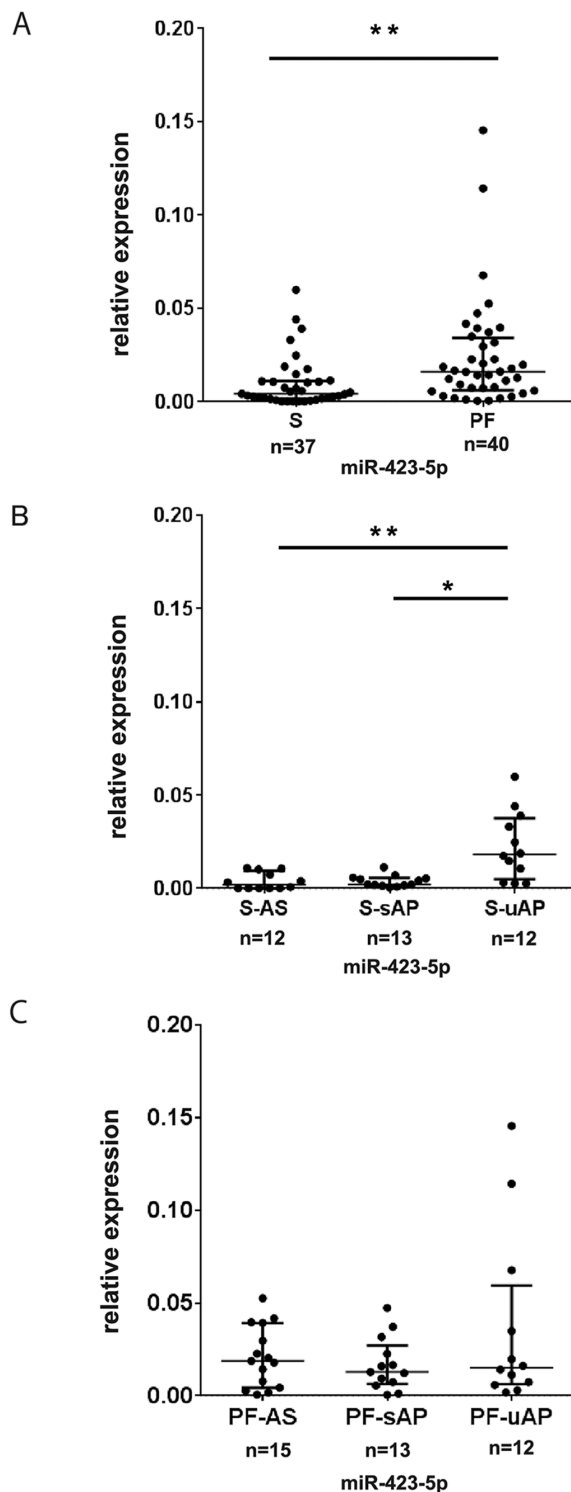 A
**
relative expression
0.20
0.15
0.10
0.05
0.00
S PF
n=37 n=40
miR-423-5p
B
**
*
relative expression
0.20
0.15
0.10
0.05
0.00
S-AS S-sAP S-uAP
n=12 n=13 n=12
miR-423-5p
C
relative expression
0.20
0.15
0.10
0.05
0.00
PF-AS PF-sAP PF-uAP
n=15 n=13 n=12
miR-423-5p